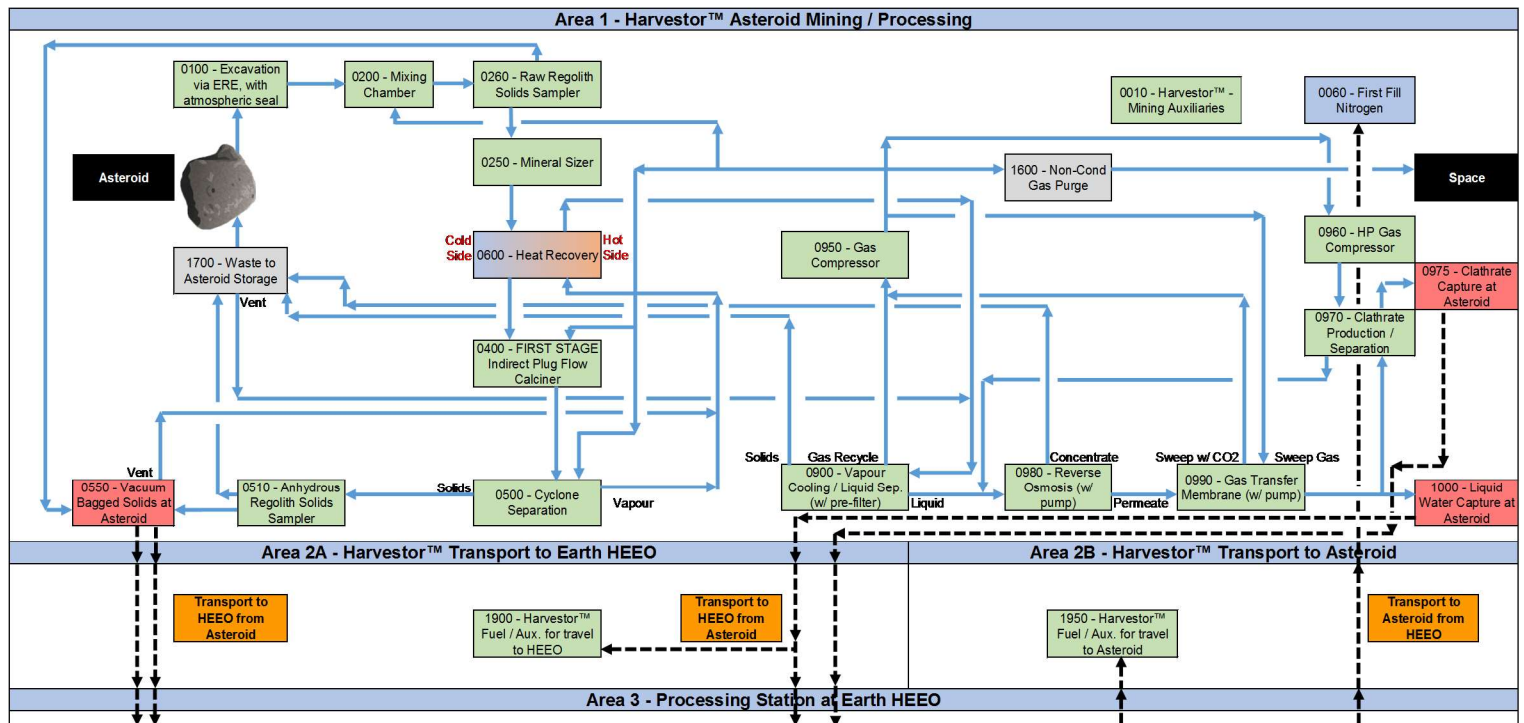 Area 1 - Harvestor™ Asteroid Mining / Processing
0100 - Excavation
via ERE, with
atmospheric seal
0200 - Mixing
Chamber
0260 - Raw Regolith
Solids Sampler
0010 - Harvestor™ -
Mining Auxiliaries
0060 - First Fill
Nitrogen
Asteroid
0250 - Mineral Sizer
1600 - Non-Cond
Gas Purge
Space
Cold
Side
0600 - Heat Recovery
Hot
Side
1700 - Waste to
Asteroid Storage
Vent
0950 - Gas
Compressor
0960 - HP Gas
Compressor
0975 - Clathrate
Capture at
Asteroid
0970 - Clathrate
Production /
Separation
0400 - FIRST STAGE
Indirect Plug Flow
Calciner
Vent
0550 - Vacuum
Bagged Solids at
Asteroid
0510 - Anhydrous
Regolith Solids
Sampler
Solids
0500 - Cyclone
Separation
Vapour
Solids
Gas Recycle
0900 - Vapour
Cooling / Liquid Sep.
(w/ pre-filter)
Liquid
Concentrate
0980 - Reverse
Osmosis (w/
pump)
Permeate
Sweep w/ CO2
Sweep Gas
0990 - Gas Transfer
Membrane (w/ pump)
1000 - Liquid
Water Capture at
Asteroid
Area 2A - Harvestor™ Transport to Earth HEEO
Area 2B - Harvestor™ Transport to Asteroid
Transport to
HEEO from
Asteroid
1900 - Harvestor™
Fuel / Aux. for travel
to HEEO
Transport to
HEEO from
Asteroid
1950 - Harvestor™
Fuel / Aux. for travel
to Asteroid
Transport to
Asteroid from
HEEO
Area 3 - Processing Station at Earth HEEO